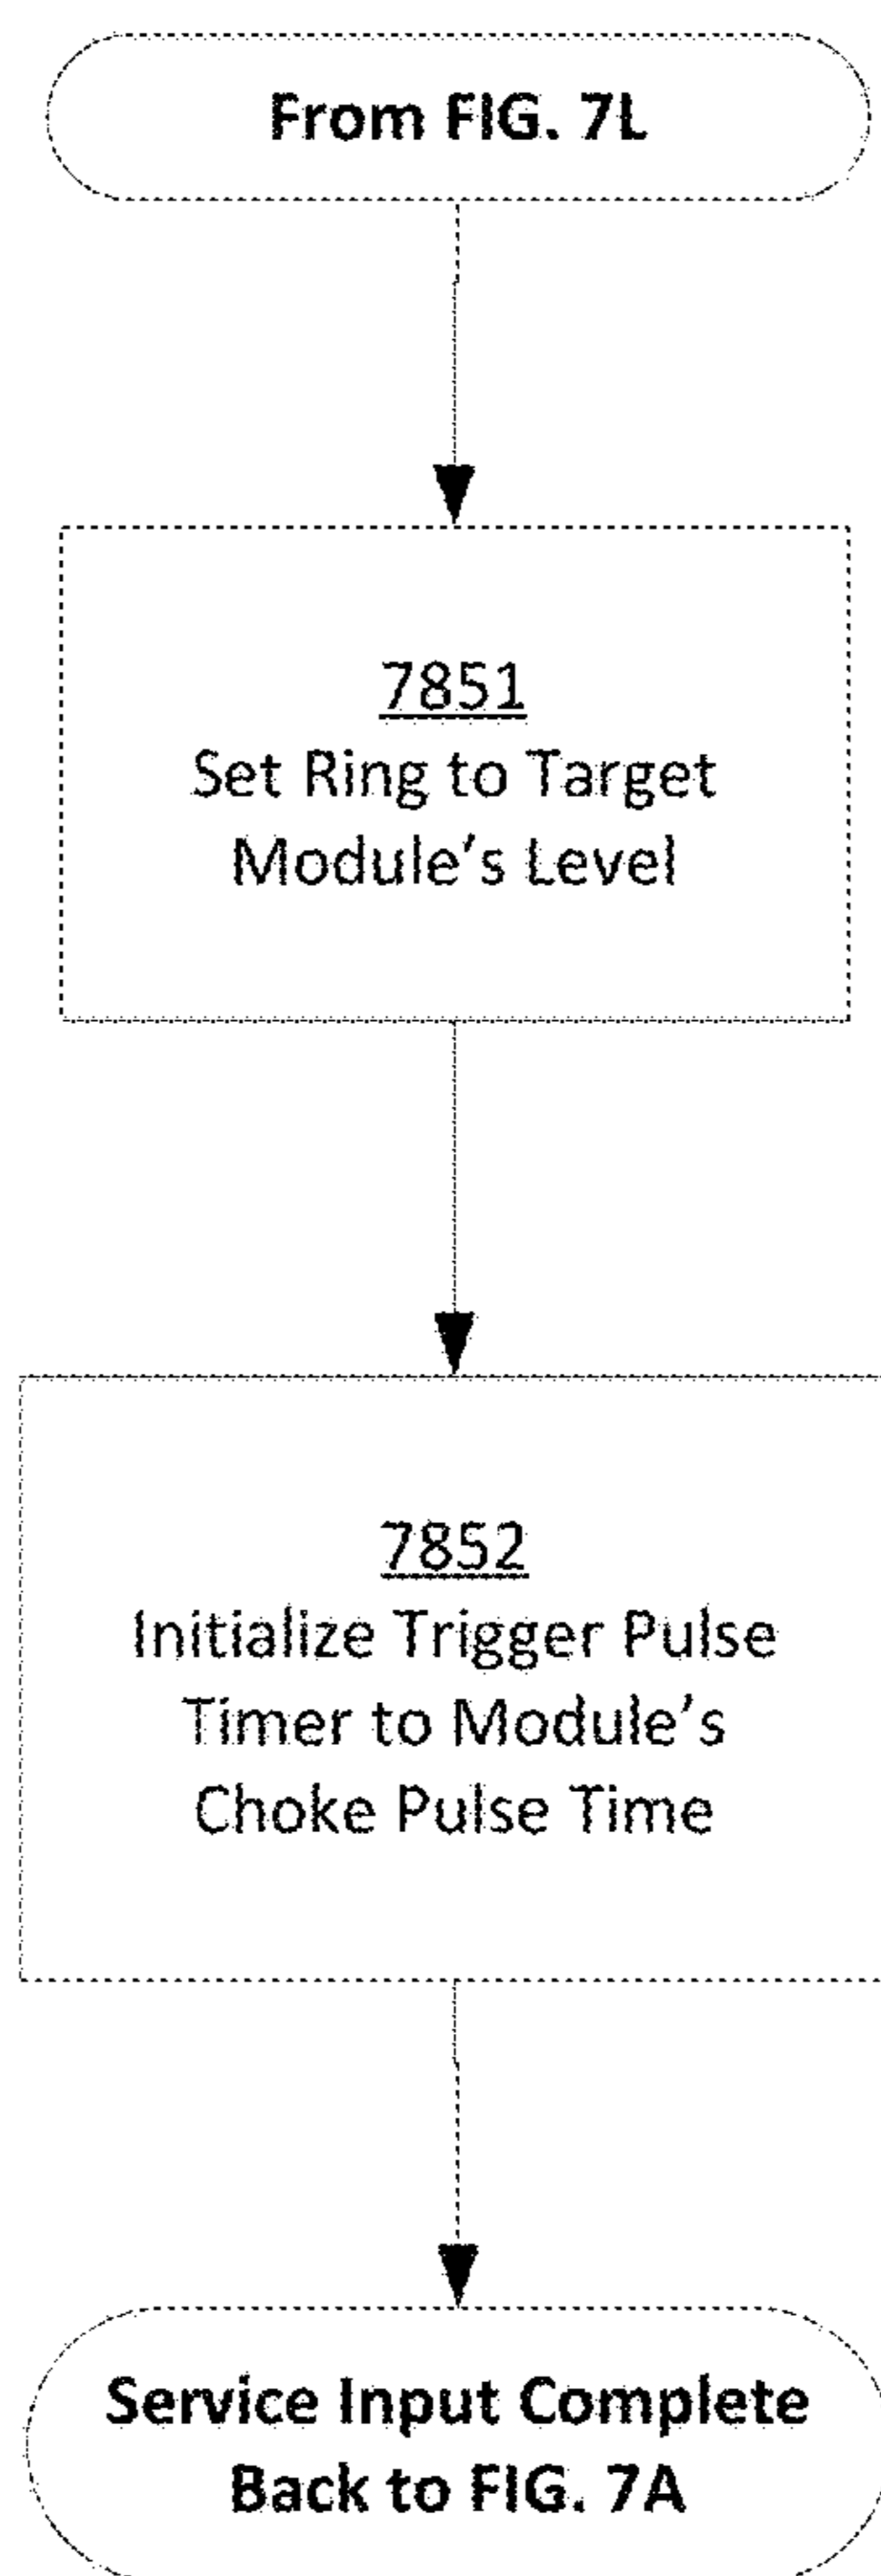 From FIG. 7L
7851
Set Ring to Target
Module's Level
7852
Initialize Trigger Pulse
Timer to Module's
Choke Pulse Time
Service Input Complete
Back to FIG. 7A